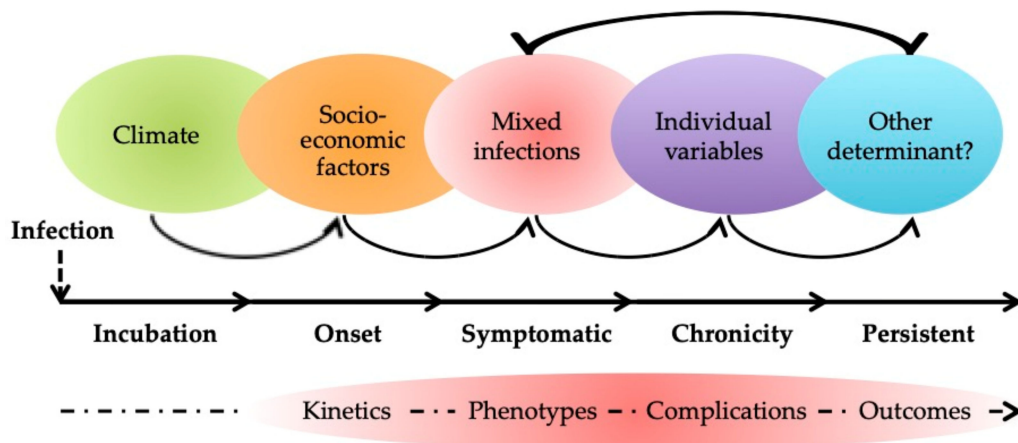 Climate
Socio-
economic
factors
Mixed
infections
Individual
variables
Other
determinant?
Infection
Incubation
Onset
Symptomatic
Chronicity
Persistent
Kinetics
Phenotypes
Complications
Outcomes